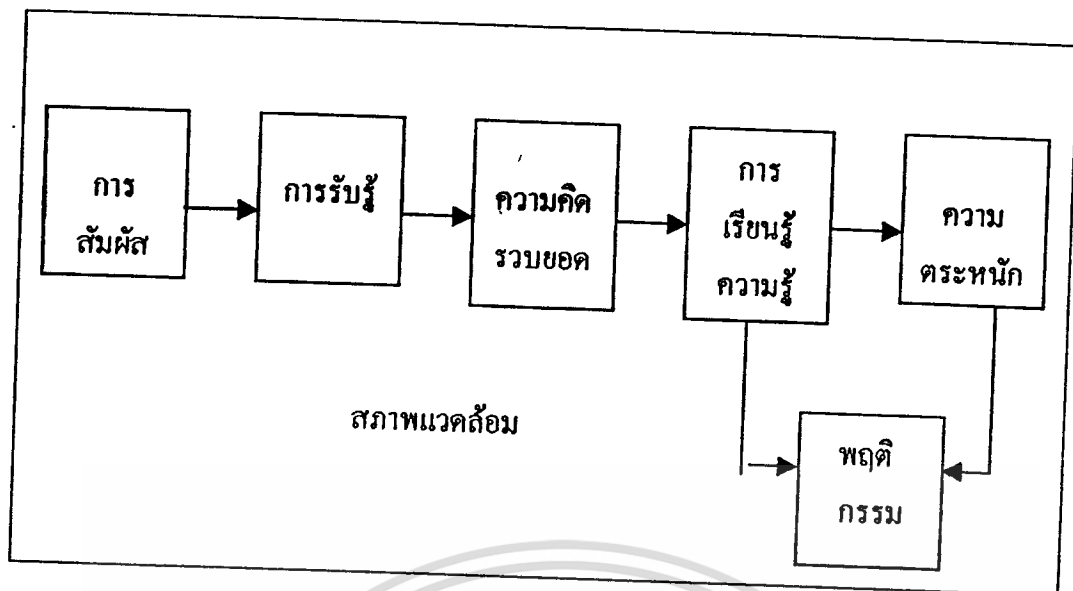 การ
สัมผัส
การรับรู้
ความคิด
รวบยอด
การ
เรียนรู้
ความรู้
ความ
ตระหนัก
สภาพแวดล้อม
พฤติ
กรรม